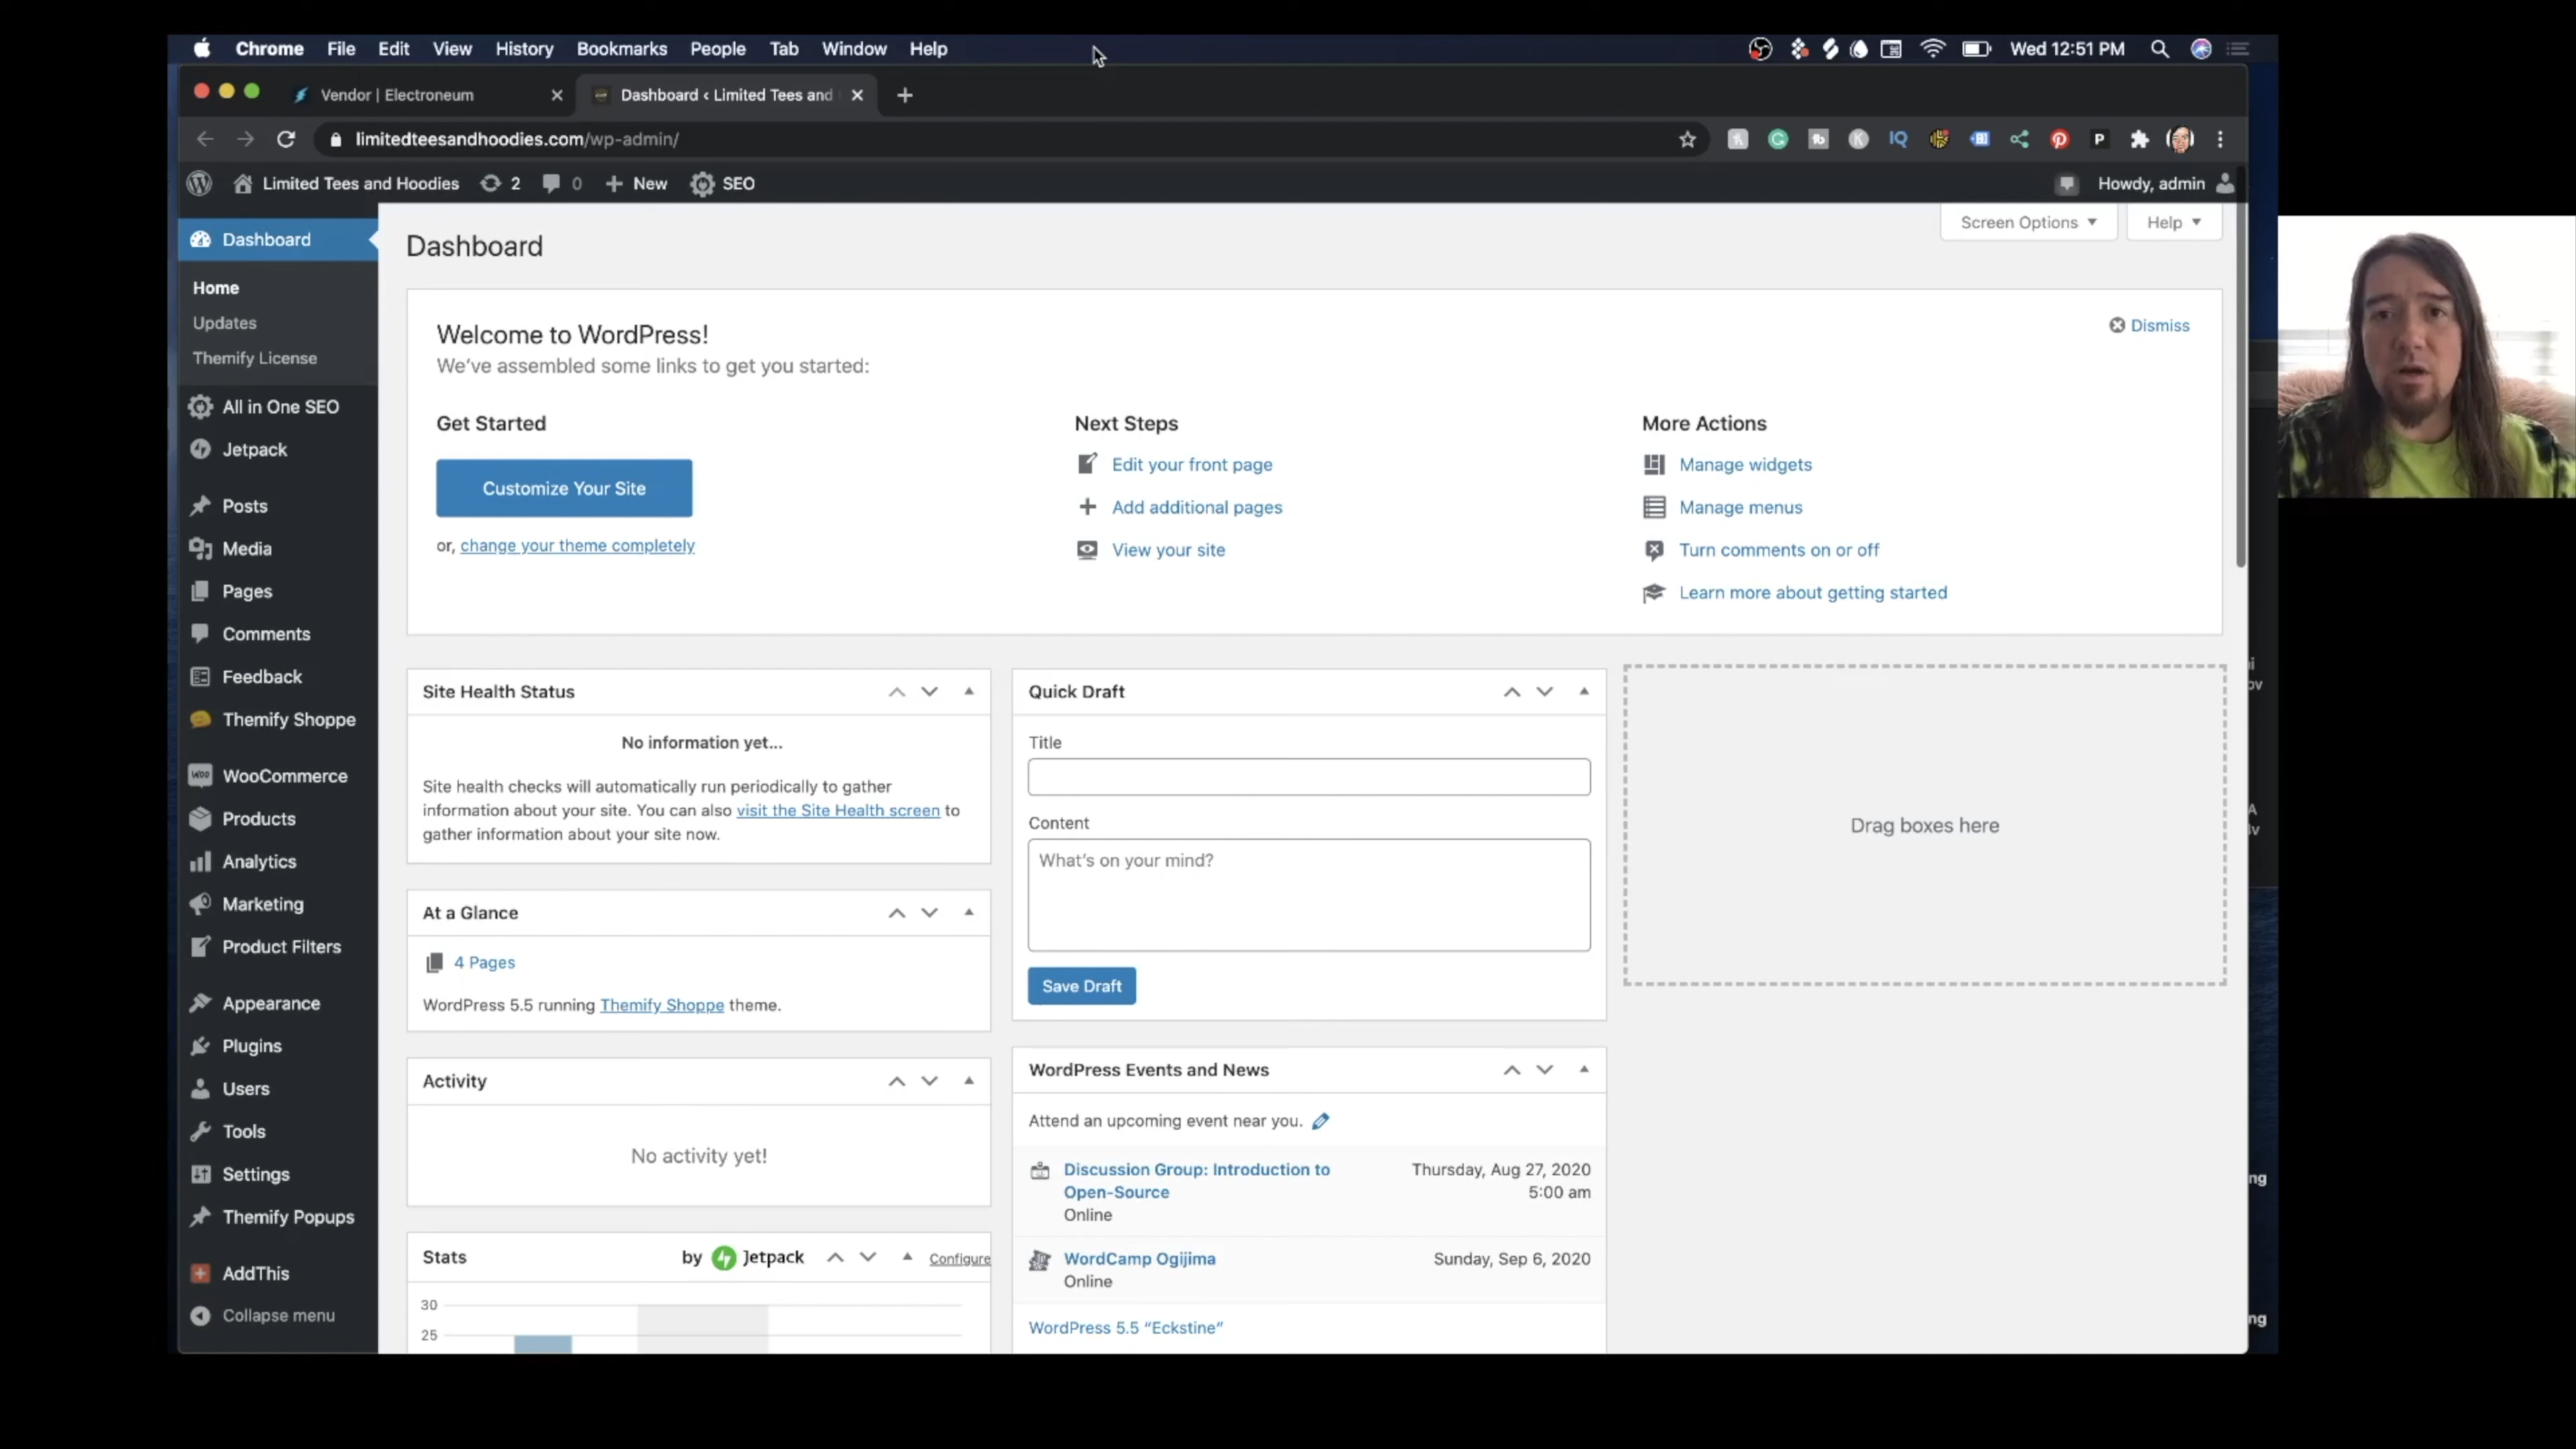 Chrome File Edit View History Bookmarks People Tab Window Help Wed 12:51 PM
Vendor | Electroneum Dashboard ‹ Limited Tees and
limitedteesandhoodies.com/wp-admin/
Limited Tees and Hoodies 2 0 + New SEO Howdy, admin
Screen Options Help
Dashboard
Home
Updates
Themify License
All in One SEO
Jetpack
Posts
Media
Pages
Comments
Feedback
Themify Shoppe
WooCommerce
Products
Analytics
Marketing
Product Filters
Appearance
Plugins
Users
Tools
Settings
Themify Popups
AddThis
Collapse menu
Dashboard
Welcome to WordPress!
Dismiss
We've assembled some links to get you started:
Get Started
Customize Your Site
or, change your theme completely
Next Steps
Edit your front page
Add additional pages
View your site
More Actions
Manage widgets
Manage menus
Turn comments on or off
Learn more about getting started
Site Health Status
No information yet...
Site health checks will automatically run periodically to gather
information about your site. You can also visit the Site Health screen to
gather information about your site now.
At a Glance
4 Pages
WordPress 5.5 running Themify Shoppe theme.
Activity
No activity yet!
Stats by Jetpack Configure
30
25
Quick Draft
Title
Content
What's on your mind?
Save Draft
WordPress Events and News
Attend an upcoming event near you.
Discussion Group: Introduction to Thursday, Aug 27, 2020
Open-Source 5:00 am
Online
WordCamp Ogijima Sunday, Sep 6, 2020
Online
WordPress 5.5 "Eckstine"
Drag boxes here